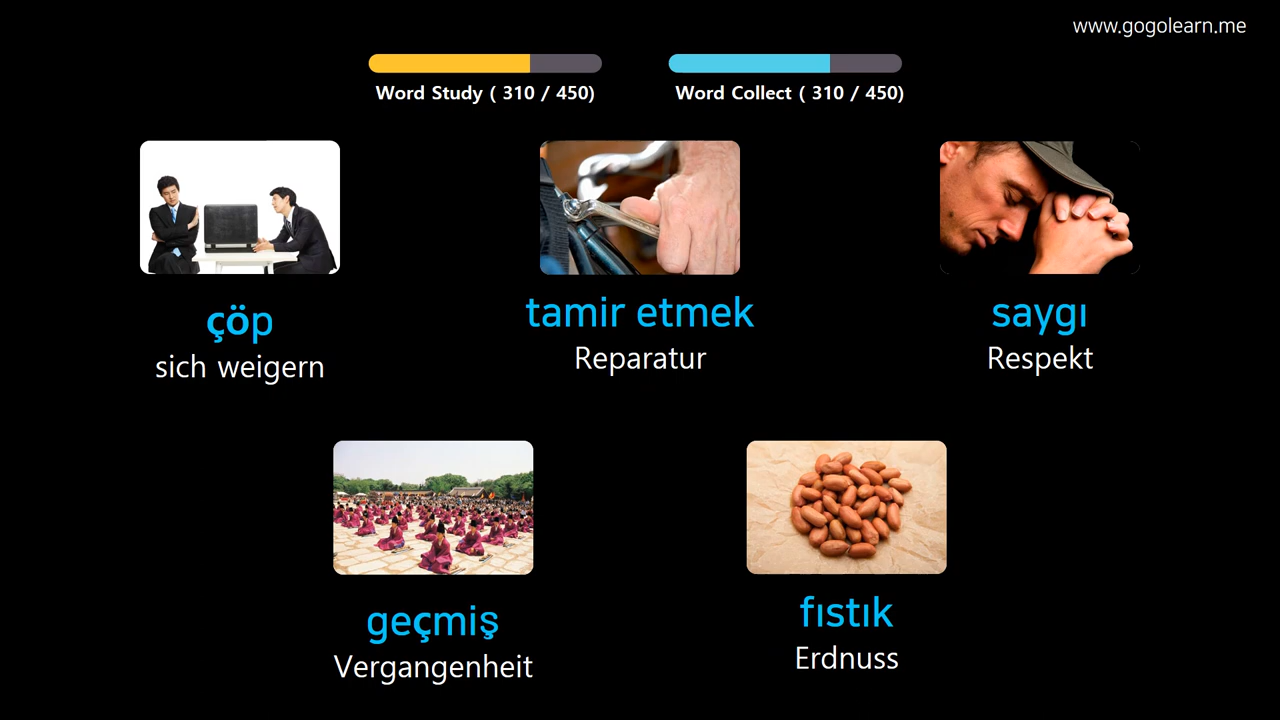 www.gogolearn.me
Word Study ( 310 / 450)
Word Collect ( 310 / 450)
çöp
sich weigern
tamir etmek
Reparatur
saygı
Respekt
geçmiş
Vergangenheit
fıstık
Erdnuss